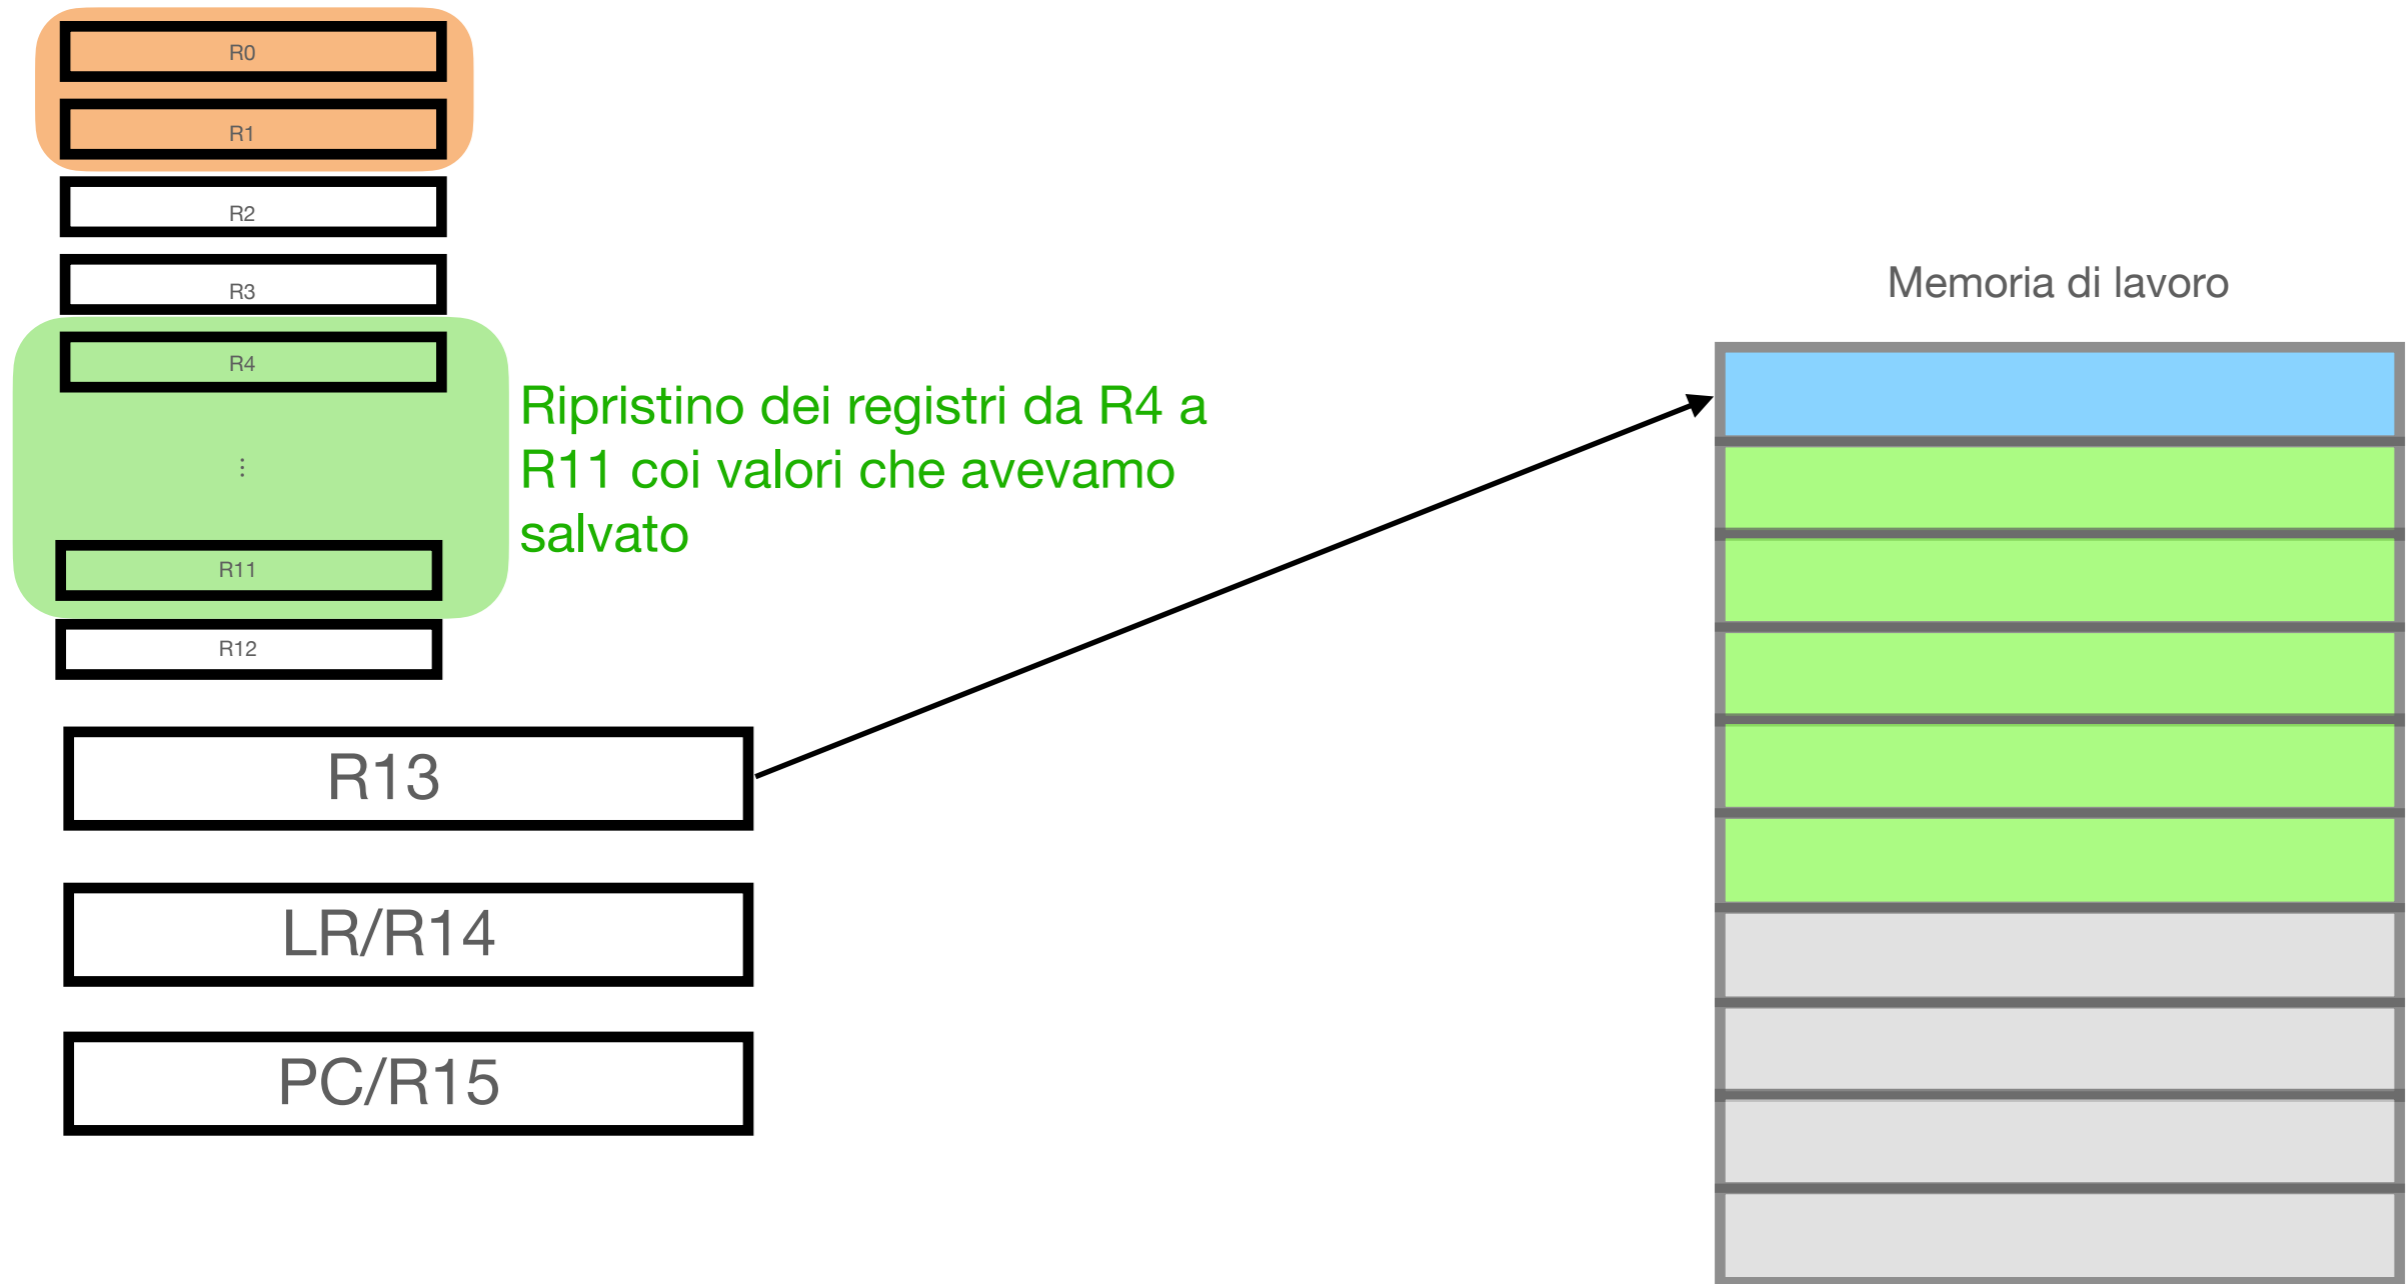 R0
R1
R2
R3
R4
⋮
R11
R12
Ripristino dei registri da R4 a
R11 coi valori che avevamo
salvato
R13
LR/R14
PC/R15
Memoria di lavoro